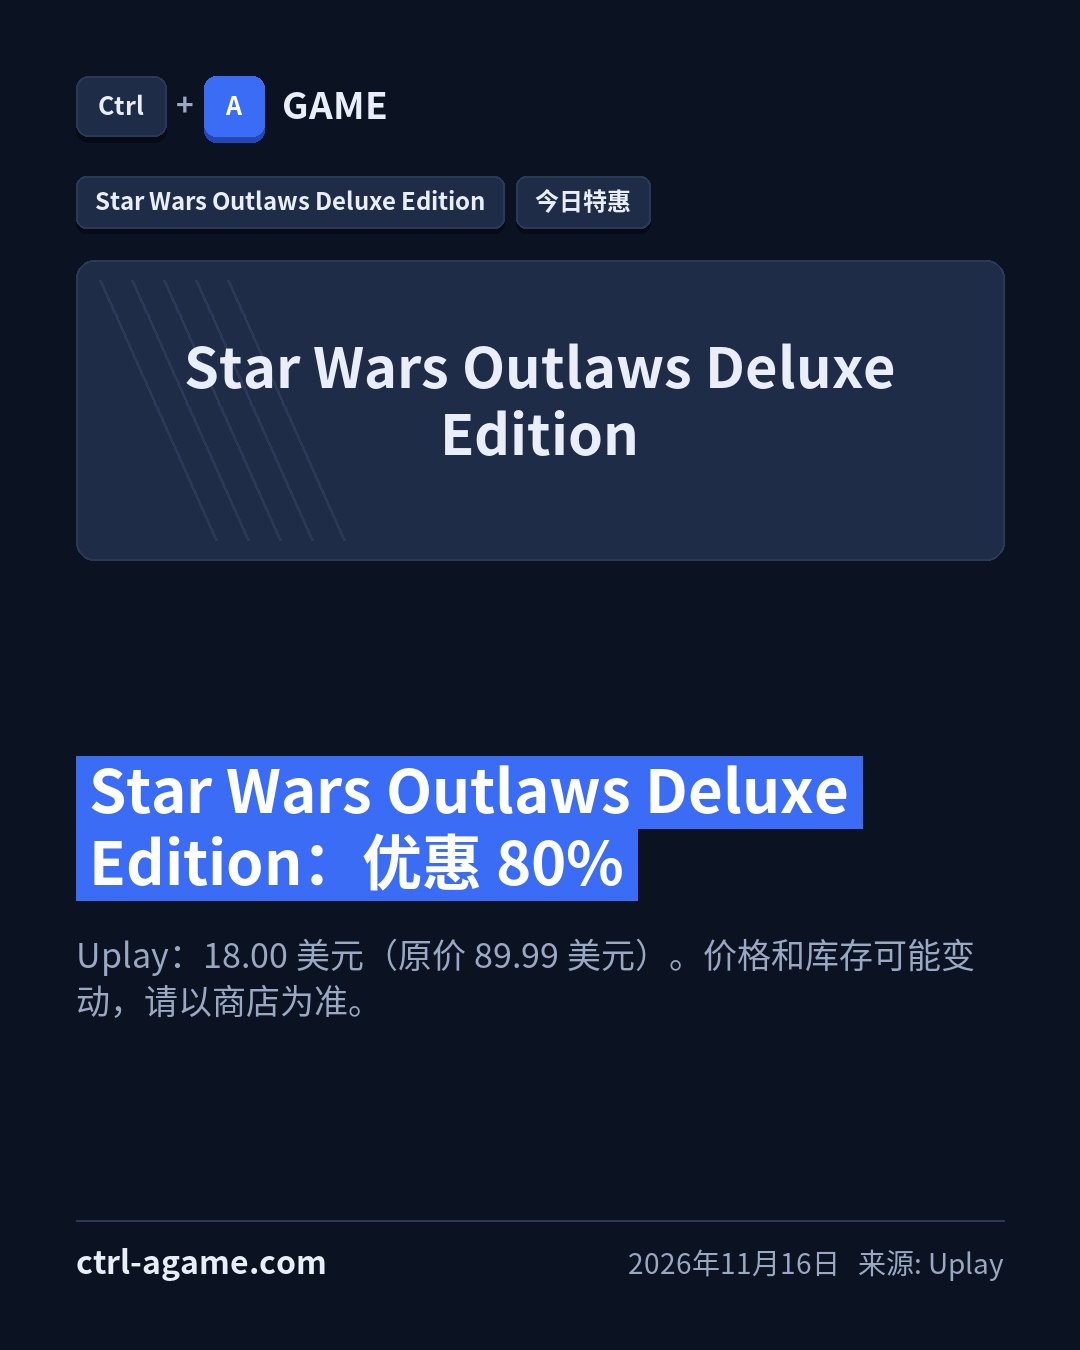 Ctrl + A GAME
Star Wars Outlaws Deluxe Edition 今日特惠
Star Wars Outlaws Deluxe
Edition
Star Wars Outlaws Deluxe
Edition：优惠 80%
Uplay：18.00 美元（原价 89.99 美元）。价格和库存可能变
动，请以商店为准。
ctrl-agame.com 2026年11月16日 来源: Uplay